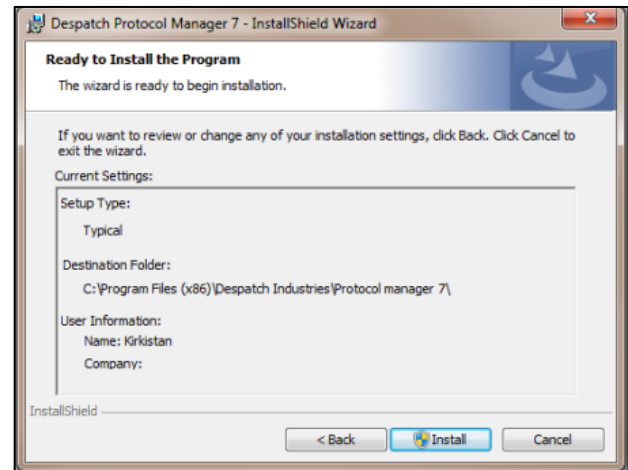 Despatch Protocol Manager 7 - InstallShield Wizard
Ready to Install the Program
The wizard is ready to begin installation.
If you want to review or change any of your installation settings, click Back. Click Cancel to
exit the wizard.
Current Settings:
Setup Type:
Typical
Destination Folder:
C:\Program Files (x86)\Despatch Industries\Protocol manager 7\
User Information:
Name: Kirkistan
Company:
InstallShield
< Back
Install
Cancel